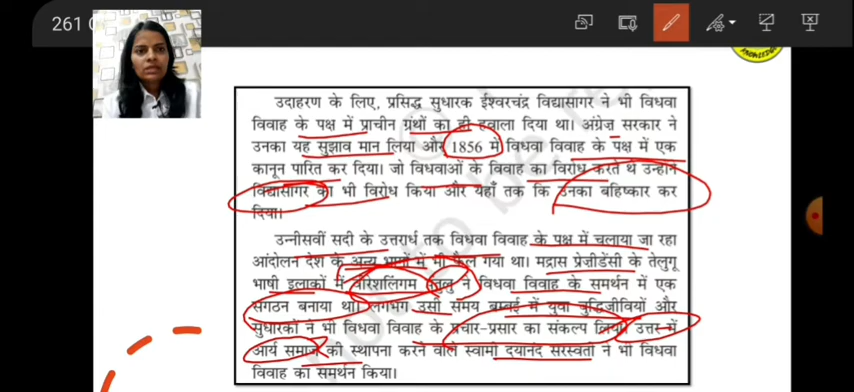 261
उदाहरण के लिए, प्रसिद्ध सुधारक ईश्वरचंद्र विद्यासागर ने भी विधवा
विवाह के पक्ष में प्राचीन ग्रंथों का ही हवाला दिया था। अंग्रेज सरकार ने
उनका यह सुझाव मान लिया और 1856 में विधवा विवाह के पक्ष में एक
कानून पारित कर दिया। जो विधवाओं के विवाह का विरोध करते थे उन्होंने
विद्यासागर का भी विरोध किया और यहाँ तक कि उनका बहिष्कार कर
दिया।
उन्नीसवीं सदी के उत्तरार्ध तक विधवा विवाह के पक्ष में चलाया जा रहा
आंदोलन देश के अन्य भागों में भी फैल गया था। मद्रास प्रेजीडेंसी के तेलुगू
भाषी इलाकों में वीरेशलिंगम ने विधवा विवाह के समर्थन में एक
संगठन बनाया था। लगभग उसी समय बम्बई में युवा बुद्धिजीवियों और
सुधारकों ने भी विधवा विवाह के प्रचार-प्रसार का संकल्प लिया। उत्तर में
आर्य समाज की स्थापना करने वाले स्वामी दयानंद सरस्वती ने भी विधवा
विवाह का समर्थन किया।